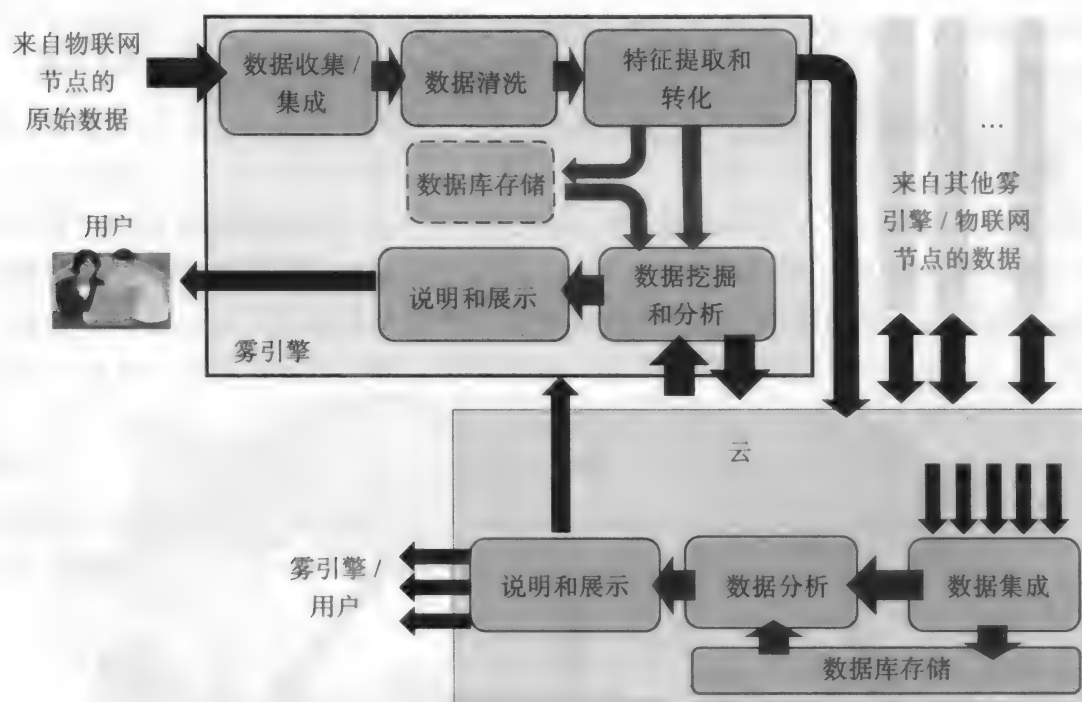 来自物联网
节点的
原始数据
数据收集 /
集成
数据清洗
特征提取和
转化
数据库存储
…
来自其他雾
引擎 / 物联网
节点的数据
用户
说明和展示
数据挖掘
和分析
雾引擎
云
雾引擎 /
用户
说明和展示
数据分析
数据集成
数据库存储